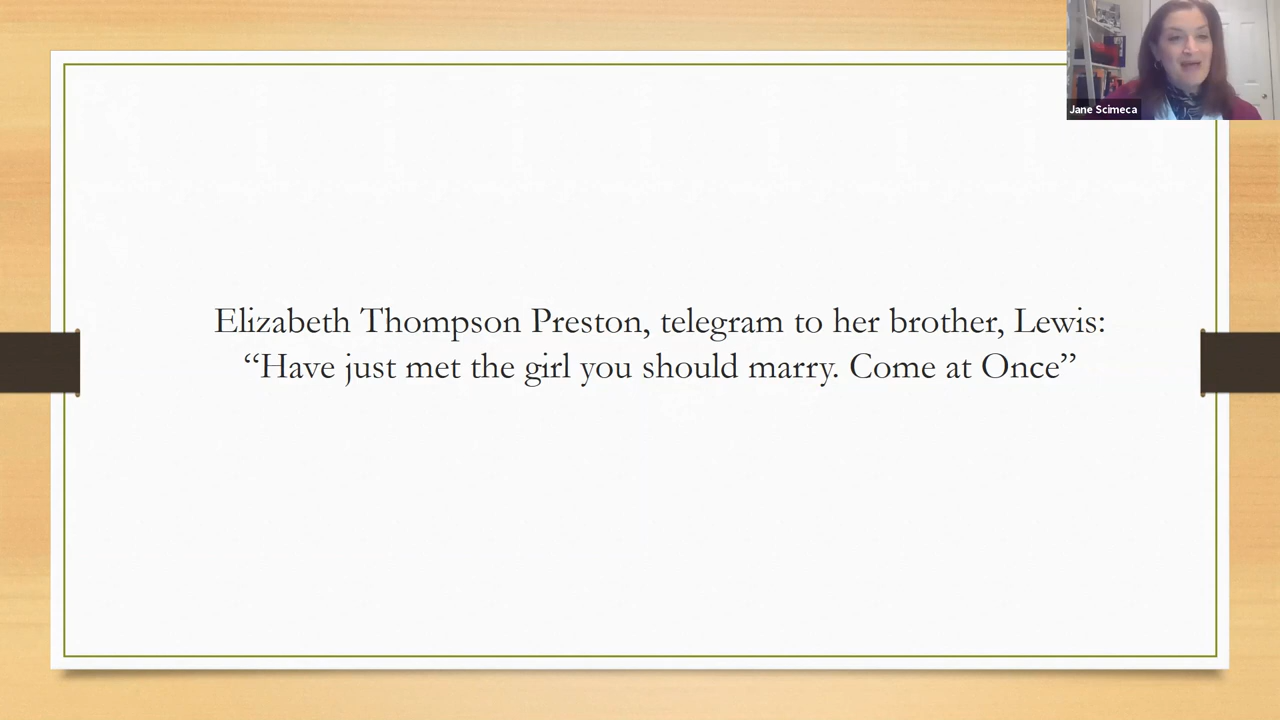 Jane Scimeca
Elizabeth Thompson Preston, telegram to her brother, Lewis:
“Have just met the girl you should marry. Come at Once”